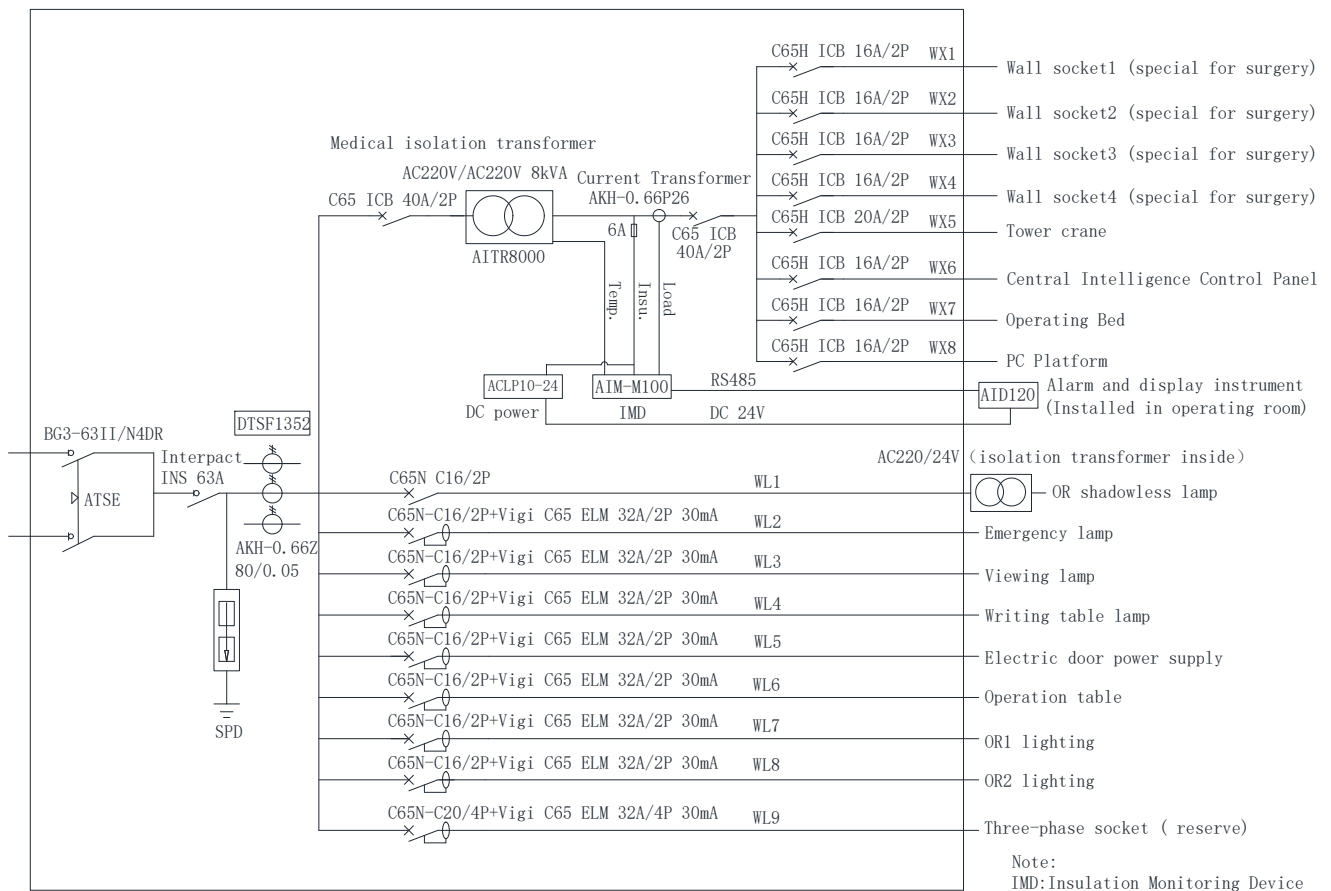 C65H ICB 16A/2P WX1
Wall socket1 (special for surgery)
C65H ICB 16A/2P WX2
Wall socket2 (special for surgery)
C65H ICB 16A/2P WX3
Wall socket3 (special for surgery)
C65H ICB 16A/2P WX4
Wall socket4 (special for surgery)
C65H ICB 20A/2P WX5
Tower crane
C65H ICB 16A/2P WX6
Central Intelligence Control Panel
C65H ICB 16A/2P WX7
Operating Bed
C65H ICB 16A/2P WX8
PC Platform
Medical isolation transformer
AC220V/AC220V 8kVA
C65 ICB 40A/2P
AITR8000
Current Transformer
AKH-0.66P26
6A
C65 ICB
40A/2P
Temp.
Insu.
Load
ACLP10-24
DC power
AIM-M100
IMD
RS485
DC 24V
AID120
Alarm and display instrument
(Installed in operating room)
BG3-63II/N4DR
ATSE
Interpact
INS 63A
DTSF1352
AKH-0.66Z
80/0.05
SPD
AC220/24V (isolation transformer inside)
C65N C16/2P WL1
OR shadowless lamp
C65N-C16/2P+Vigi C65 ELM 32A/2P 30mA WL2
Emergency lamp
C65N-C16/2P+Vigi C65 ELM 32A/2P 30mA WL3
Viewing lamp
C65N-C16/2P+Vigi C65 ELM 32A/2P 30mA WL4
Writing table lamp
C65N-C16/2P+Vigi C65 ELM 32A/2P 30mA WL5
Electric door power supply
C65N-C16/2P+Vigi C65 ELM 32A/2P 30mA WL6
Operation table
C65N-C16/2P+Vigi C65 ELM 32A/2P 30mA WL7
OR1 lighting
C65N-C16/2P+Vigi C65 ELM 32A/2P 30mA WL8
OR2 lighting
C65N-C20/4P+Vigi C65 ELM 32A/4P 30mA WL9
Three-phase socket ( reserve)
Note:
IMD:Insulation Monitoring Device